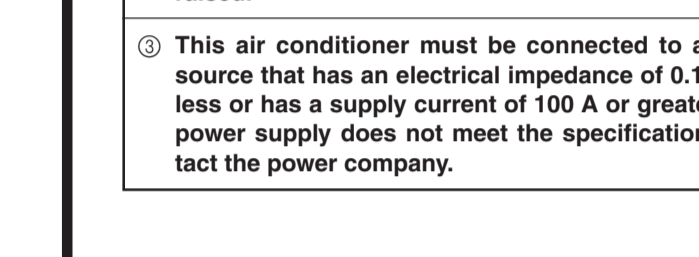 ③ This air conditioner must be connected to a
source that has an electrical impedance of 0.1
less or has a supply current of 100 A or greate
power supply does not meet the specification
tact the power company.